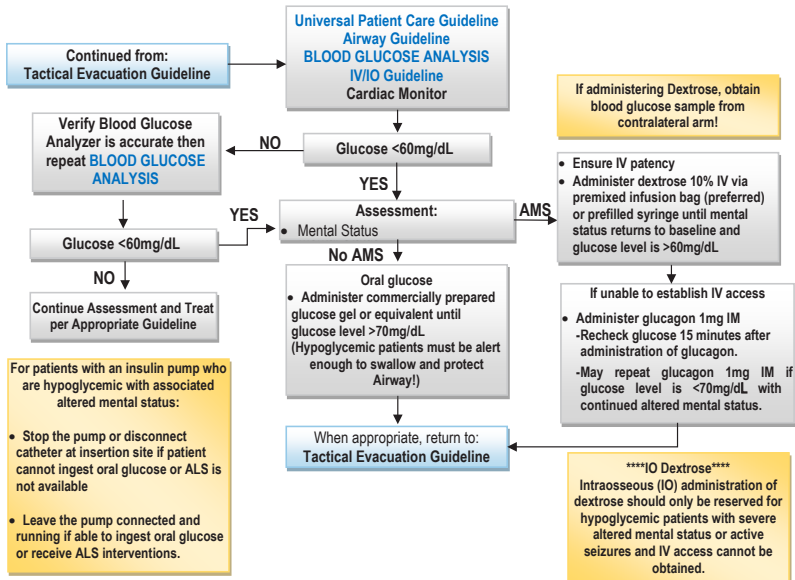 Continued from:
Tactical Evacuation Guideline
Universal Patient Care Guideline
Airway Guideline
BLOOD GLUCOSE ANALYSIS
IV/IO Guideline
Cardiac Monitor
If administering Dextrose, obtain
blood glucose sample from
contralateral arm!
Verify Blood Glucose
Analyzer is accurate then
repeat BLOOD GLUCOSE
ANALYSIS
NO
Glucose <60mg/dL
YES
• Ensure IV patency
• Administer dextrose 10% IV via
premixed infusion bag (preferred)
or prefilled syringe until mental
status returns to baseline and
glucose level is >60mg/dL
Glucose <60mg/dL
YES
Assessment:
• Mental Status
AMS
No AMS
NO
Continue Assessment and Treat
per Appropriate Guideline
Oral glucose
• Administer commercially prepared
glucose gel or equivalent until
glucose level >70mg/dL
(Hypoglycemic patients must be alert
enough to swallow and protect
Airway!)
If unable to establish IV access
• Administer glucagon 1mg IM
-Recheck glucose 15 minutes after
administration of glucagon.
-May repeat glucagon 1mg IM if
glucose level is <70mg/dL with
continued altered mental status.
For patients with an insulin pump who
are hypoglycemic with associated
altered mental status:
• Stop the pump or disconnect
catheter at insertion site if patient
cannot ingest oral glucose or ALS is
not available
• Leave the pump connected and
running if able to ingest oral glucose
or receive ALS interventions.
When appropriate, return to:
Tactical Evacuation Guideline
****IO Dextrose****
Intraosseous (IO) administration of
dextrose should only be reserved for
hypoglycemic patients with severe
altered mental status or active
seizures and IV access cannot be
obtained.